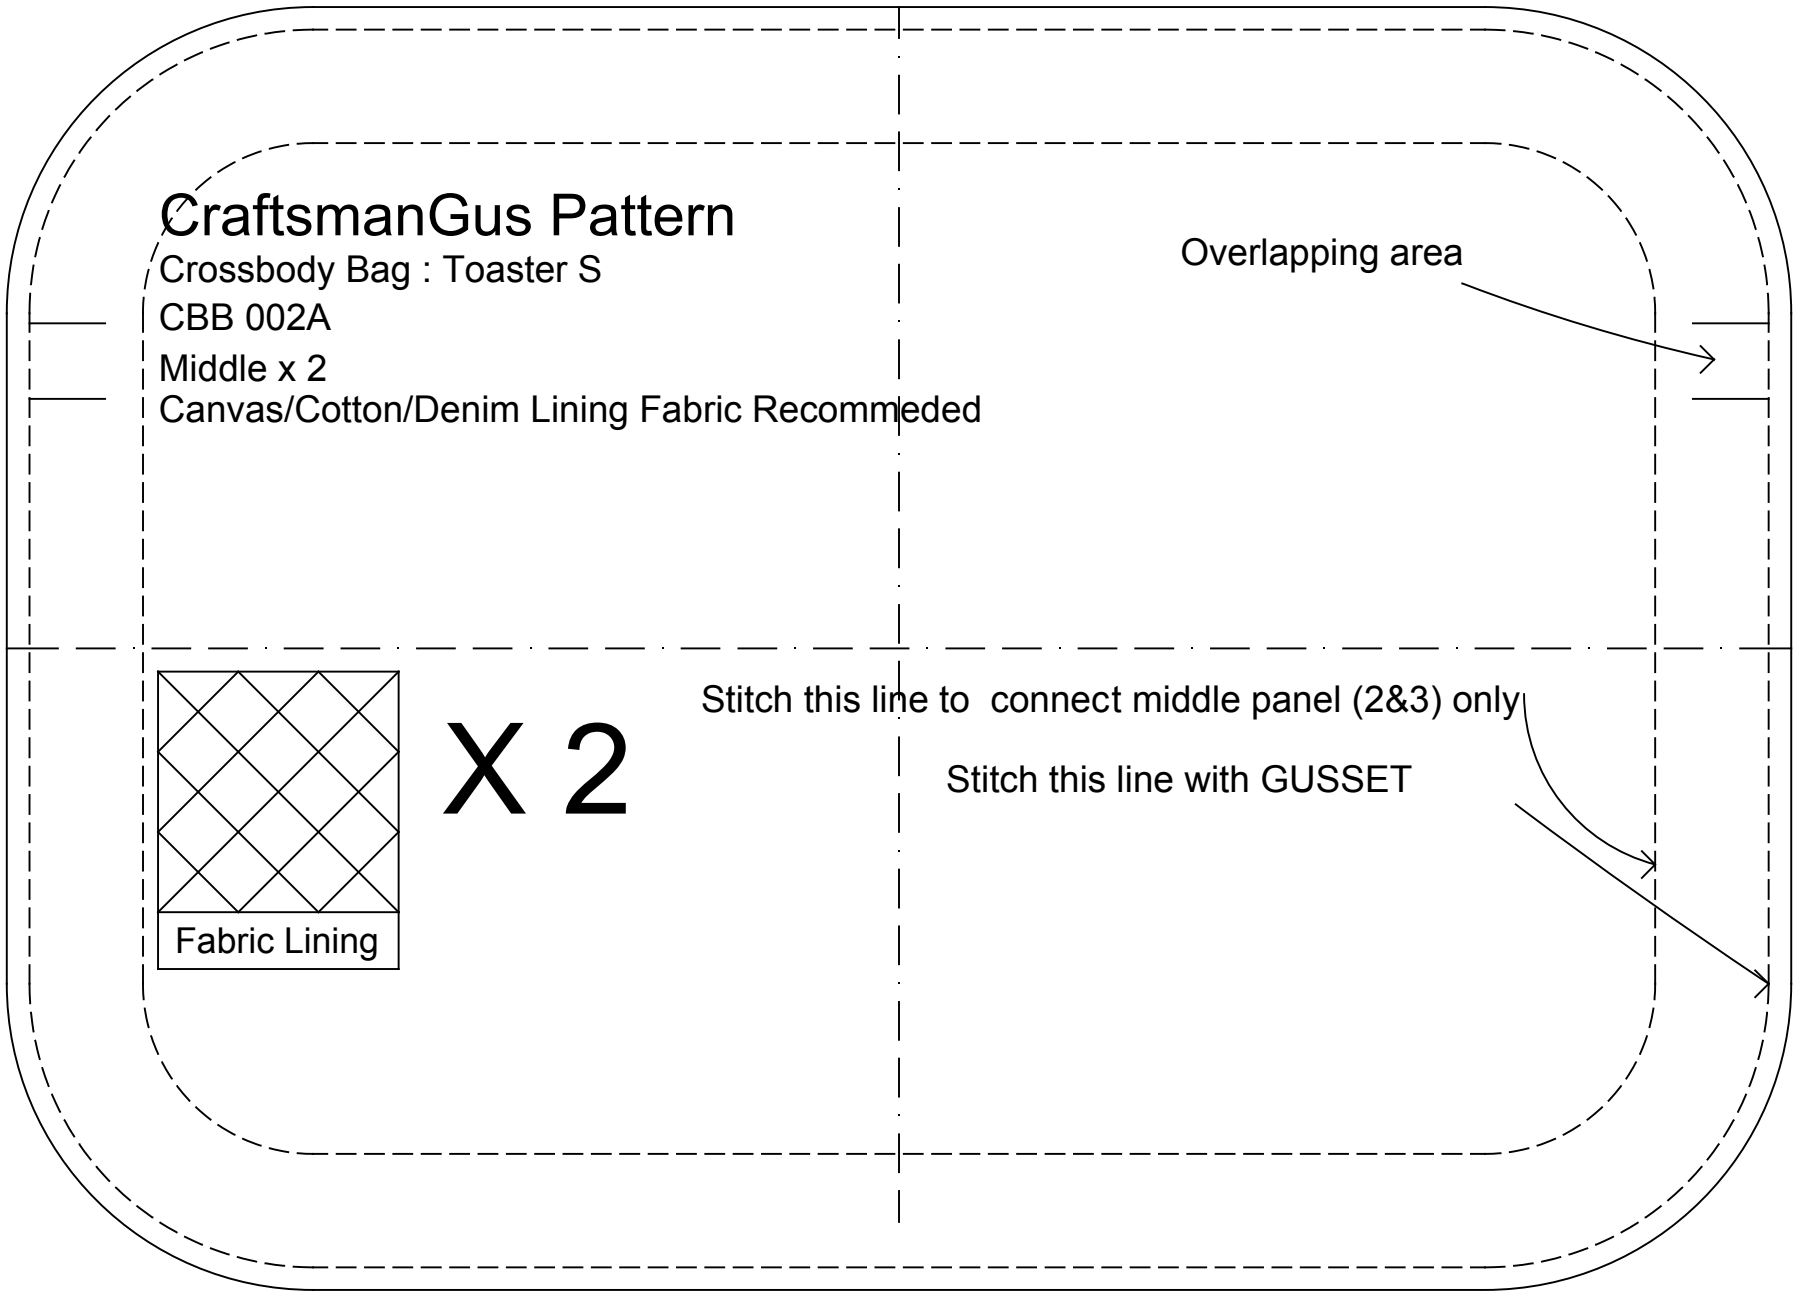 CraftsmanGus Pattern
Crossbody Bag : Toaster S
CBB 002A
Middle x 2
Canvas/Cotton/Denim Lining Fabric Recommeded
Overlapping area
Stitch this line to  connect middle panel (2&3) only
Stitch this line with GUSSET
X 2
Fabric Lining